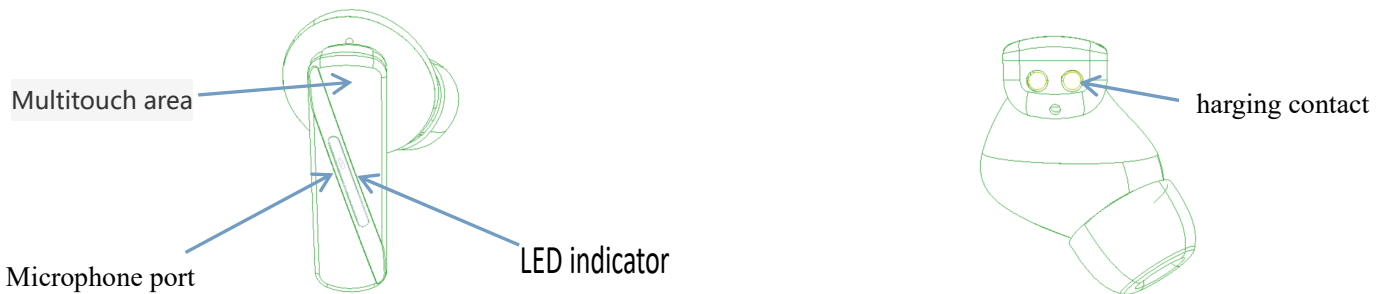 Multitouch area
harging contact
LED indicator
Microphone port